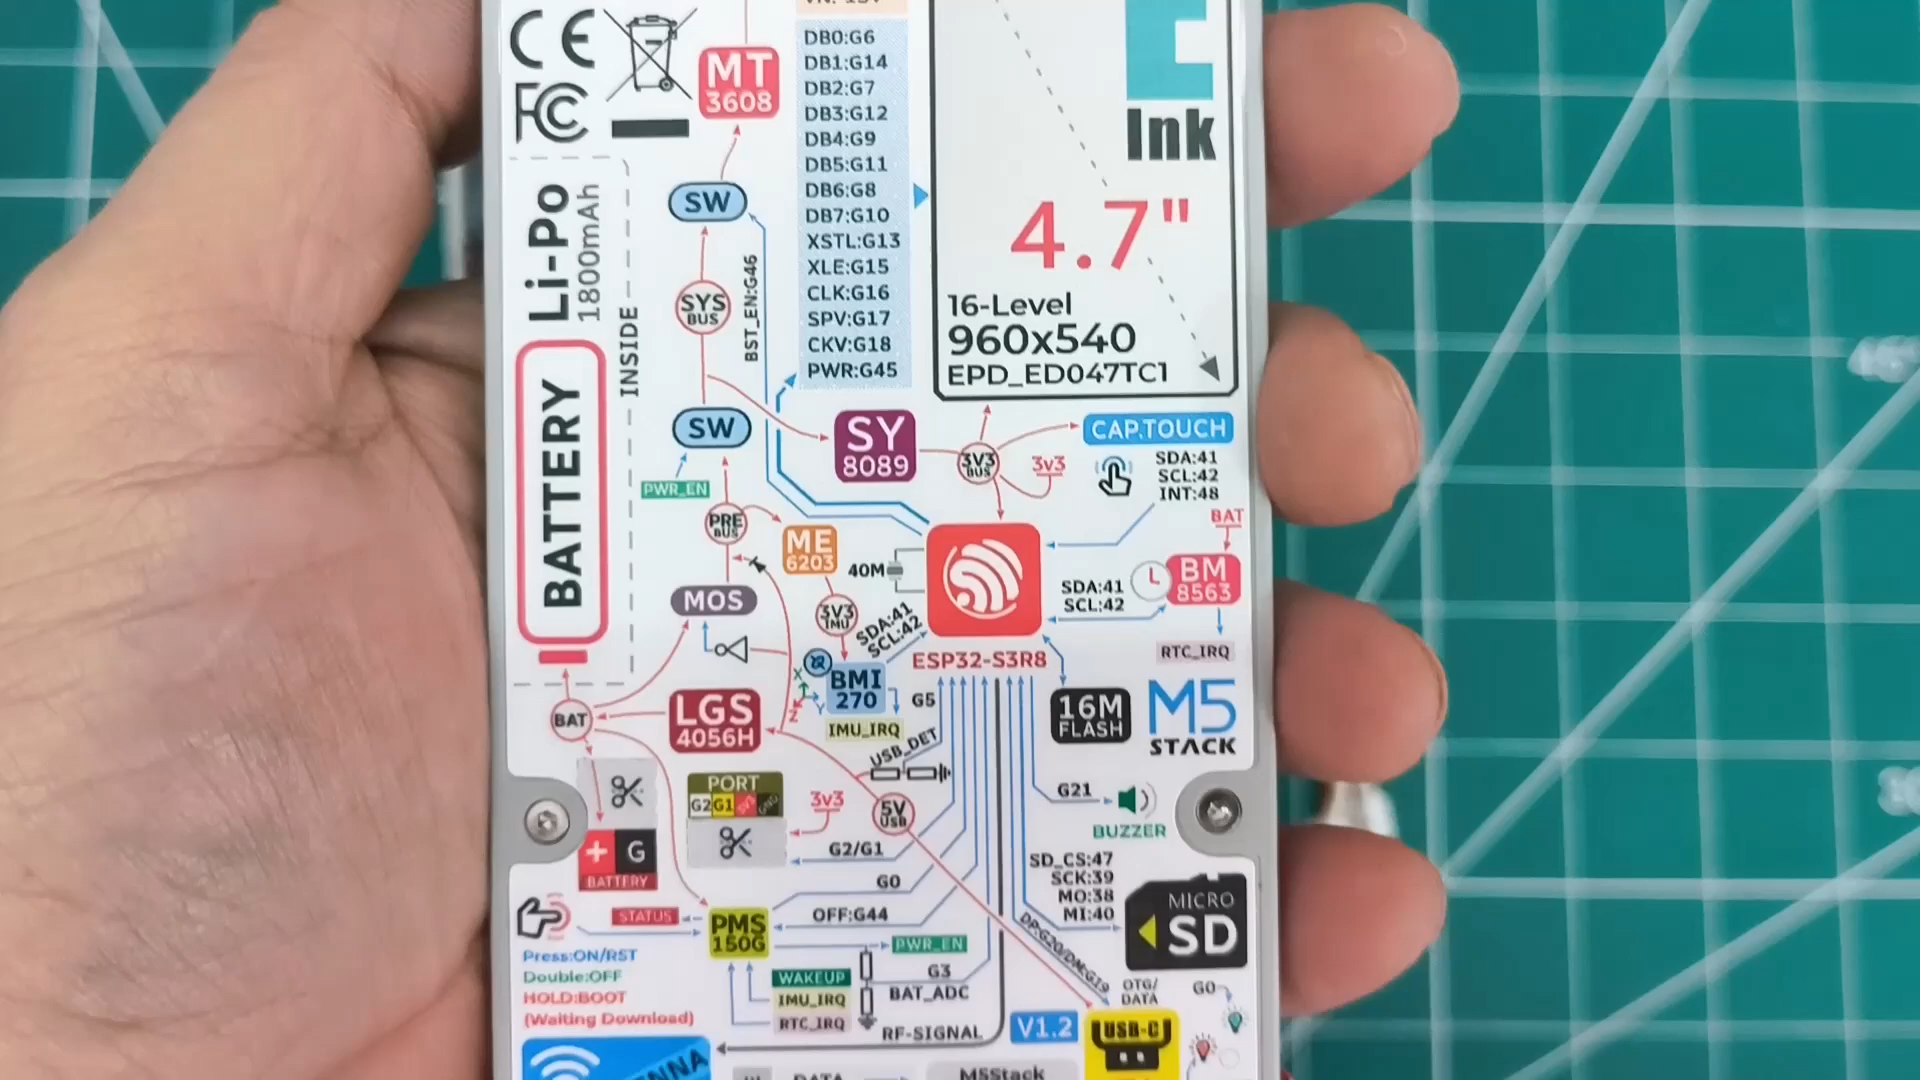 CE
FC
MT
3608
DB0:G6
DB1:G14
DB2:G7
DB3:G12
DB4:G9
DB5:G11
DB6:G8
DB7:G10
XSTL:G13
XLE:G15
CLK:G16
SPV:G17
CKV:G18
PWR:G45
E
Ink
4.7"
16-Level
960x540
EPD_ED047TC1
Li-Po
1800mAh
INSIDE
BATTERY
SW
SYS
BUS
BST_EN:G46
SW
PWR_EN
SY
8089
3V3
BUS
3v3
CAP.TOUCH
SDA:41
SCL:42
INT:48
PRE
BUS
ME
6203
40M
BAT
BM
8563
SDA:41
SCL:42
RTC_IRQ
MOS
3V3
IMU
SDA:41
SCL:42
ESP32-S3R8
BMI
270
X
Y
Z
IMU_IRQ
G5
USB_DET
16M
FLASH
M5
STACK
BAT
LGS
4056H
PORT
G2 G1 3V3 GND
3v3
5V
USB
G21
BUZZER
+ G
BATTERY
G2/G1
G0
OFF:G44
SD_CS:47
SCK:39
MO:38
MI:40
MICRO
SD
STATUS
PMS
150G
PWR_EN
Press:ON/RST
Double:OFF
HOLD:BOOT
(Waiting Download)
WAKEUP
IMU_IRQ
RTC_IRQ
G3
BAT_ADC
RF-SIGNAL
DP:G20/DM:G19
OTG/
DATA
G0
V1.2
USB-C
DATA
M5Stack